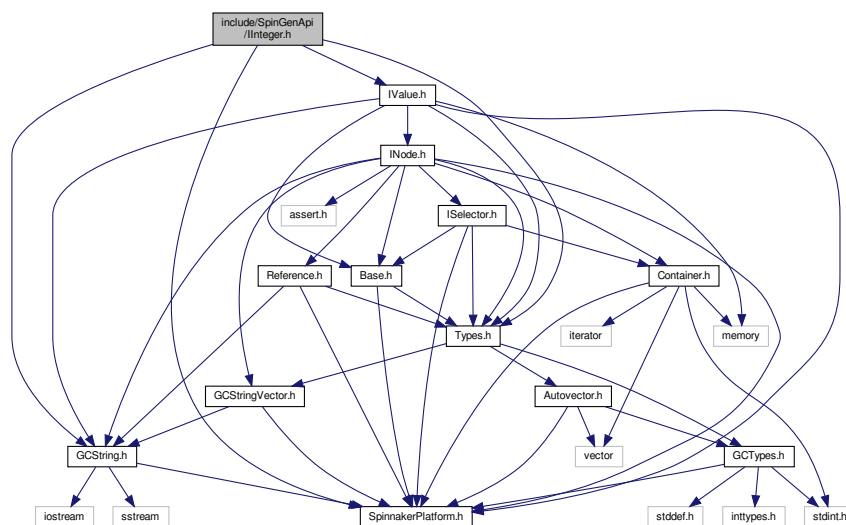 include/SpinGenApi
/IInteger.h
IValue.h
INode.h
assert.h
ISelector.h
Reference.h
Base.h
Container.h
Types.h
iterator
memory
GCStringVector.h
Autovector.h
GCString.h
vector
GCTypes.h
iostream
sstream
SpinnakerPlatform.h
stddef.h
inttypes.h
stdint.h